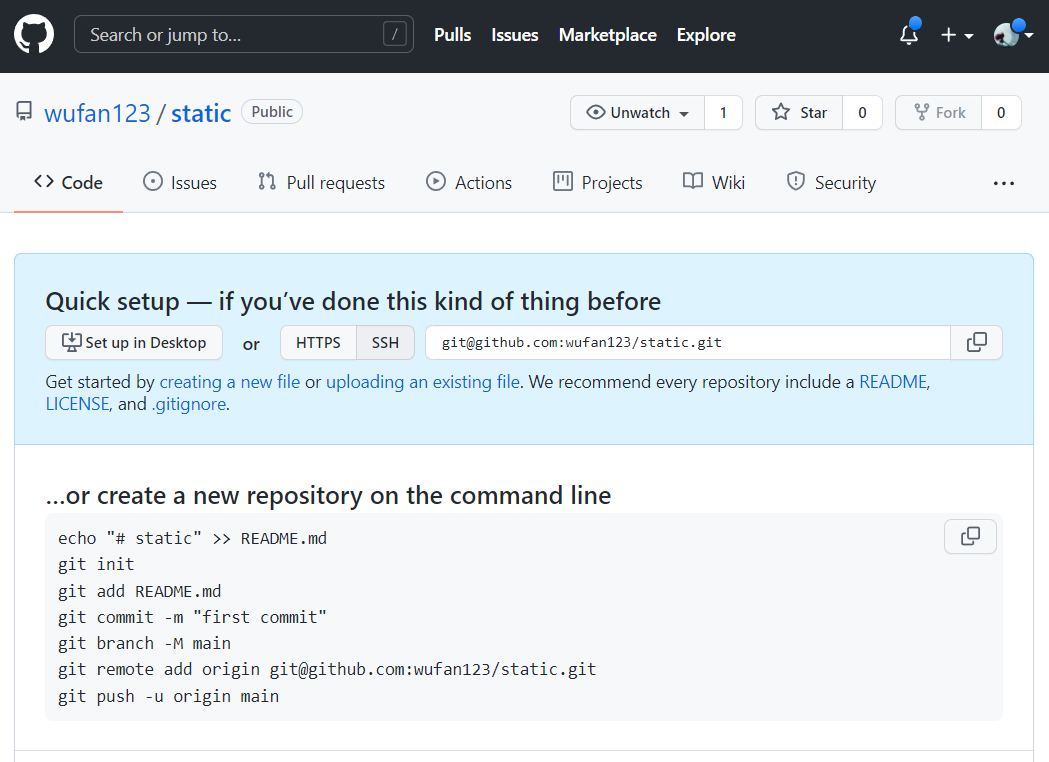 Search or jump to... /
Pulls Issues Marketplace Explore
wufan123 / static Public
Unwatch 1 Star 0 Fork 0
Code Issues Pull requests Actions Projects Wiki Security ...
Quick setup — if you’ve done this kind of thing before
Set up in Desktop or HTTPS SSH git@github.com:wufan123/static.git
Get started by creating a new file or uploading an existing file. We recommend every repository include a README,
LICENSE, and .gitignore.
…or create a new repository on the command line
echo "# static" >> README.md
git init
git add README.md
git commit -m "first commit"
git branch -M main
git remote add origin git@github.com:wufan123/static.git
git push -u origin main